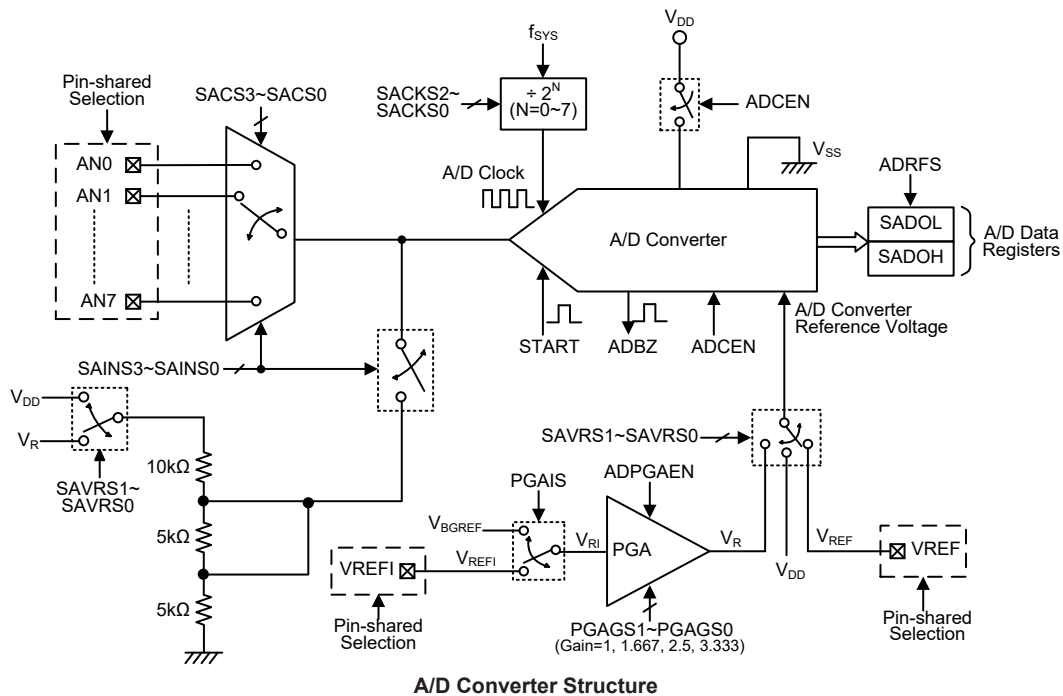 f_SYS
V_DD
Pin-shared
Selection
SACS3~SACS0
SACKS2~
SACKS0
÷ 2^N
(N=0~7)
ADCEN
AN0
AN1
AN7
A/D Clock
V_SS
ADRFS
A/D Converter
SADOL
SADOH
A/D Data
Registers
START
ADBZ
ADCEN
A/D Converter
Reference Voltage
SAINS3~SAINS0
V_DD
V_R
SAVRS1~
SAVRS0
10kΩ
5kΩ
5kΩ
SAVRS1~SAVRS0
PGAIS
ADPGAEN
V_BGREF
V_REFI
V_RI
PGA
V_R
V_DD
V_REF
VREF
VREFI
Pin-shared
Selection
PGAGS1~PGAGS0
(Gain=1, 1.667, 2.5, 3.333)
Pin-shared
Selection
A/D Converter Structure